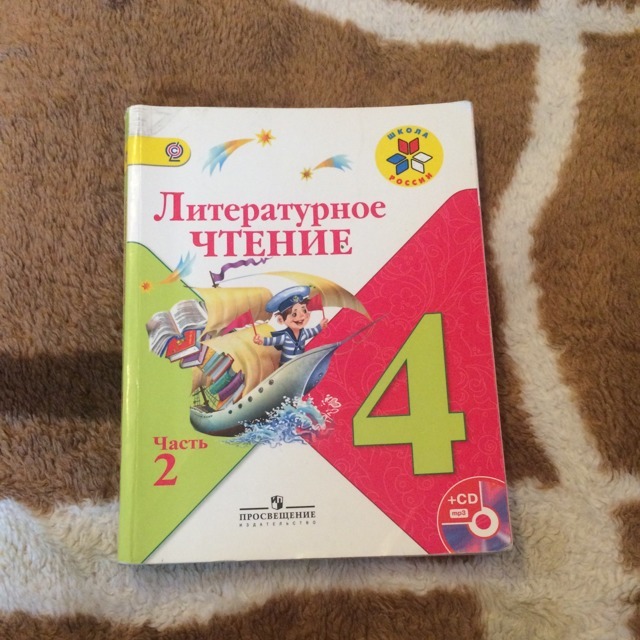 ШКОЛА
РОССИИ
Литературное
ЧТЕНИЕ
4
Часть
2
+CD
mp3
ПРОСВЕЩЕНИЕ
ИЗДАТЕЛЬСТВО